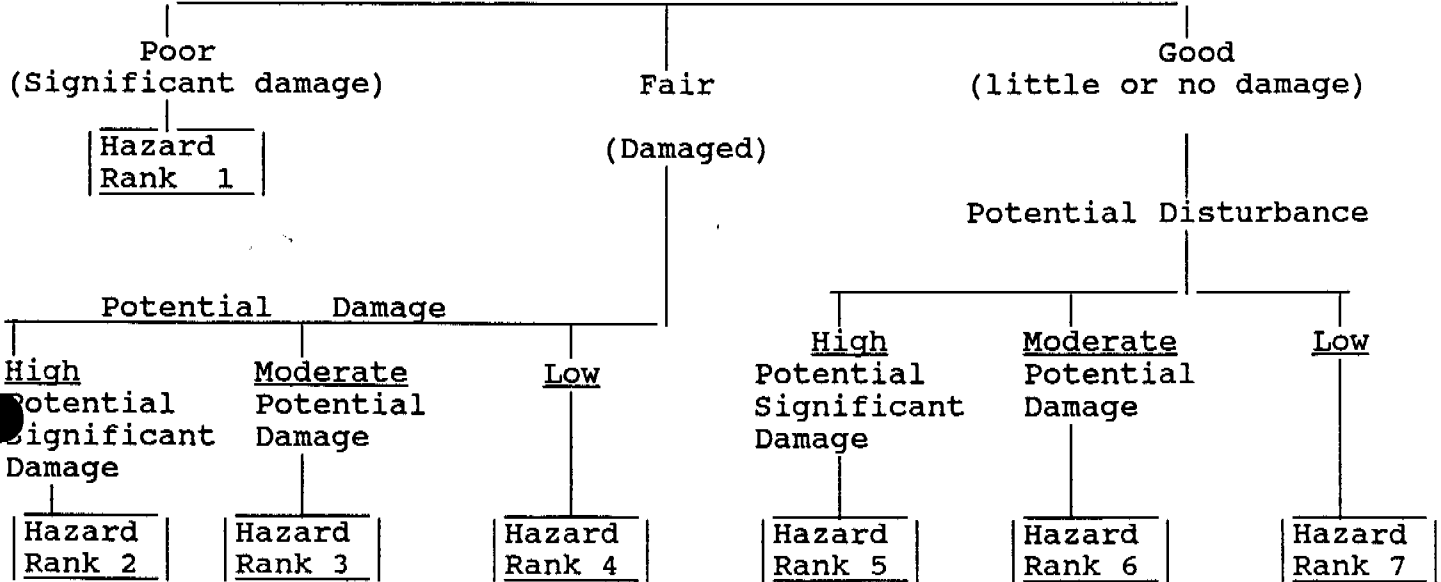 Poor
(Significant damage)
Hazard
Rank 1
Fair
(Damaged)
Good
(little or no damage)
Potential Disturbance
Potential Damage
High
Potential
Significant
Damage
Hazard
Rank 2
Moderate
Potential
Damage
Hazard
Rank 3
Low
Hazard
Rank 4
High
Potential
Significant
Damage
Hazard
Rank 5
Moderate
Potential
Damage
Hazard
Rank 6
Low
Hazard
Rank 7